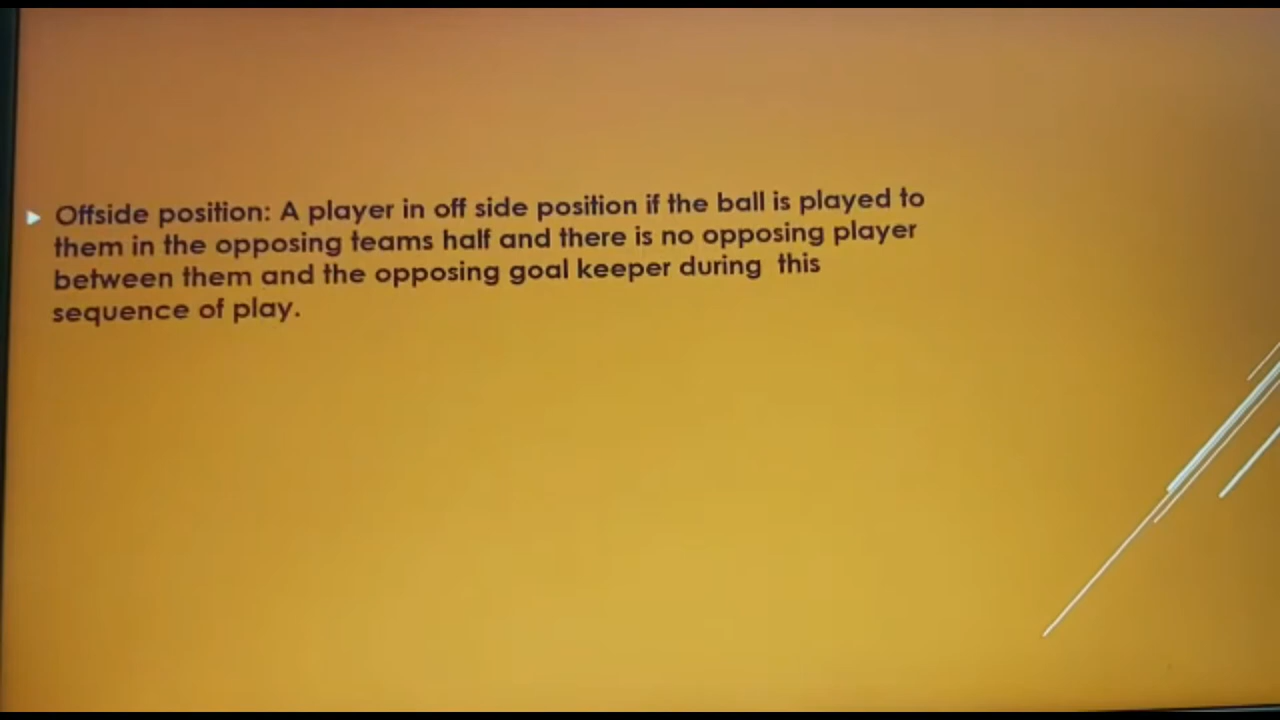 Offside position: A player in off side position if the ball is played to
them in the opposing teams half and there is no opposing player
between them and the opposing goal keeper during this
sequence of play.